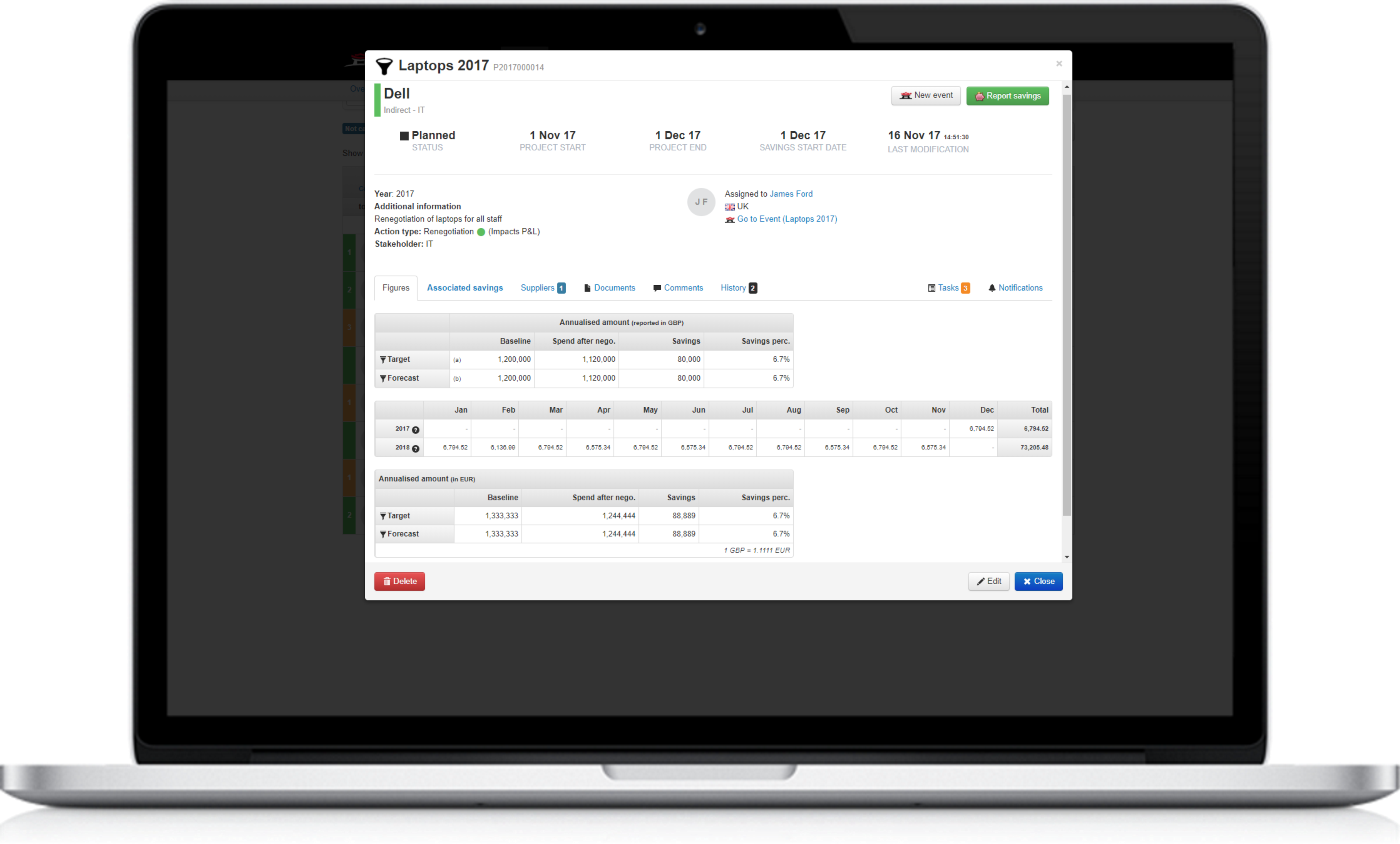 Laptops 2017 P2017000014 ×
Dell
Indirect - IT
New event Report savings
Planned 1 Nov 17 1 Dec 17 1 Dec 17 16 Nov 17 14:51:30
STATUS PROJECT START PROJECT END SAVINGS START DATE LAST MODIFICATION
Year: 2017
Additional information
Renegotiation of laptops for all staff
Action type: Renegotiation (Impacts P&L)
Stakeholder: IT
J F
Assigned to James Ford
UK
Go to Event (Laptops 2017)
Figures Associated savings Suppliers 1 Documents Comments History 2 Tasks 3 Notifications
Annualised amount (reported in GBP)
Baseline Spend after nego. Savings Savings perc.
Target (a) 1,200,000 1,120,000 80,000 6.7%
Forecast (b) 1,200,000 1,120,000 80,000 6.7%
Jan Feb Mar Apr May Jun Jul Aug Sep Oct Nov Dec Total
2017 - - - - - - - - - - - 6,794.52 6,794.52
2018 6,794.52 6,136.99 6,794.52 6,575.34 6,794.52 6,575.34 6,794.52 6,794.52 6,575.34 6,794.52 6,575.34 - 73,205.48
Annualised amount (in EUR)
Baseline Spend after nego. Savings Savings perc.
Target 1,333,333 1,244,444 88,889 6.7%
Forecast 1,333,333 1,244,444 88,889 6.7%
1 GBP = 1.1111 EUR
Delete Edit Close